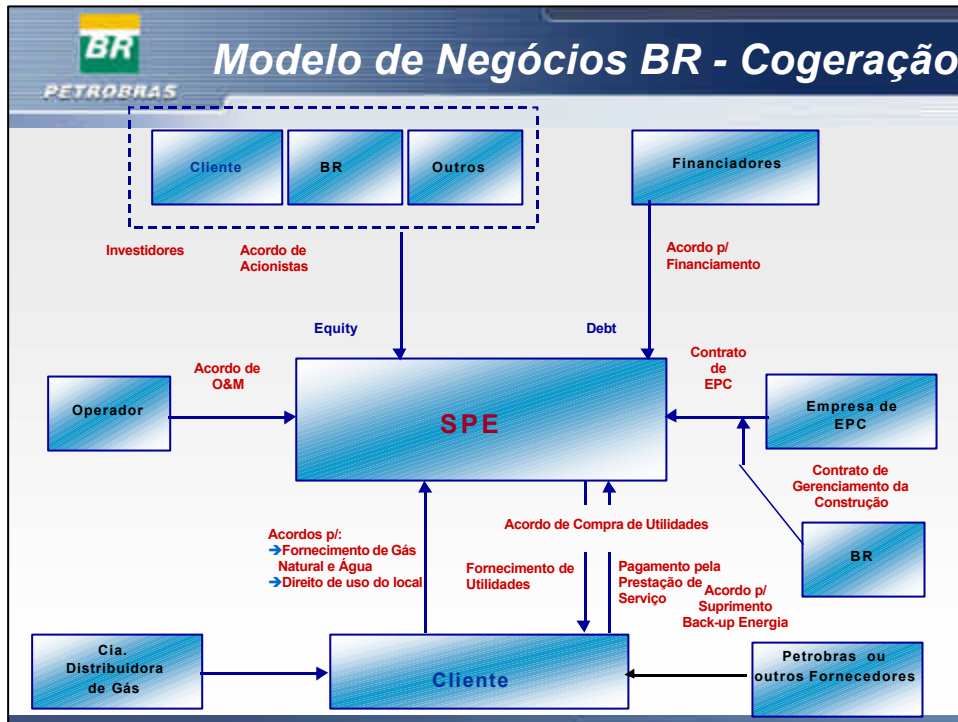 BR
PETROBRAS
Modelo de Negócios BR - Cogeração
Cliente
BR
Outros
Financiadores
Investidores
Acordo de
Acionistas
Acordo p/
Financiamento
Equity
Debt
Acordo de
O&M
Contrato
de
EPC
Operador
SPE
Empresa de
EPC
Contrato de
Gerenciamento da
Construção
BR
Acordos p/:
➔Fornecimento de Gás
Natural e Água
➔Direito de uso do local
Acordo de Compra de Utilidades
Fornecimento de
Utilidades
Pagamento pela
Prestação de
Serviço
Acordo p/
Suprimento
Back-up Energia
Cia.
Distribuidora
de Gás
Cliente
Petrobras ou
outros Fornecedores